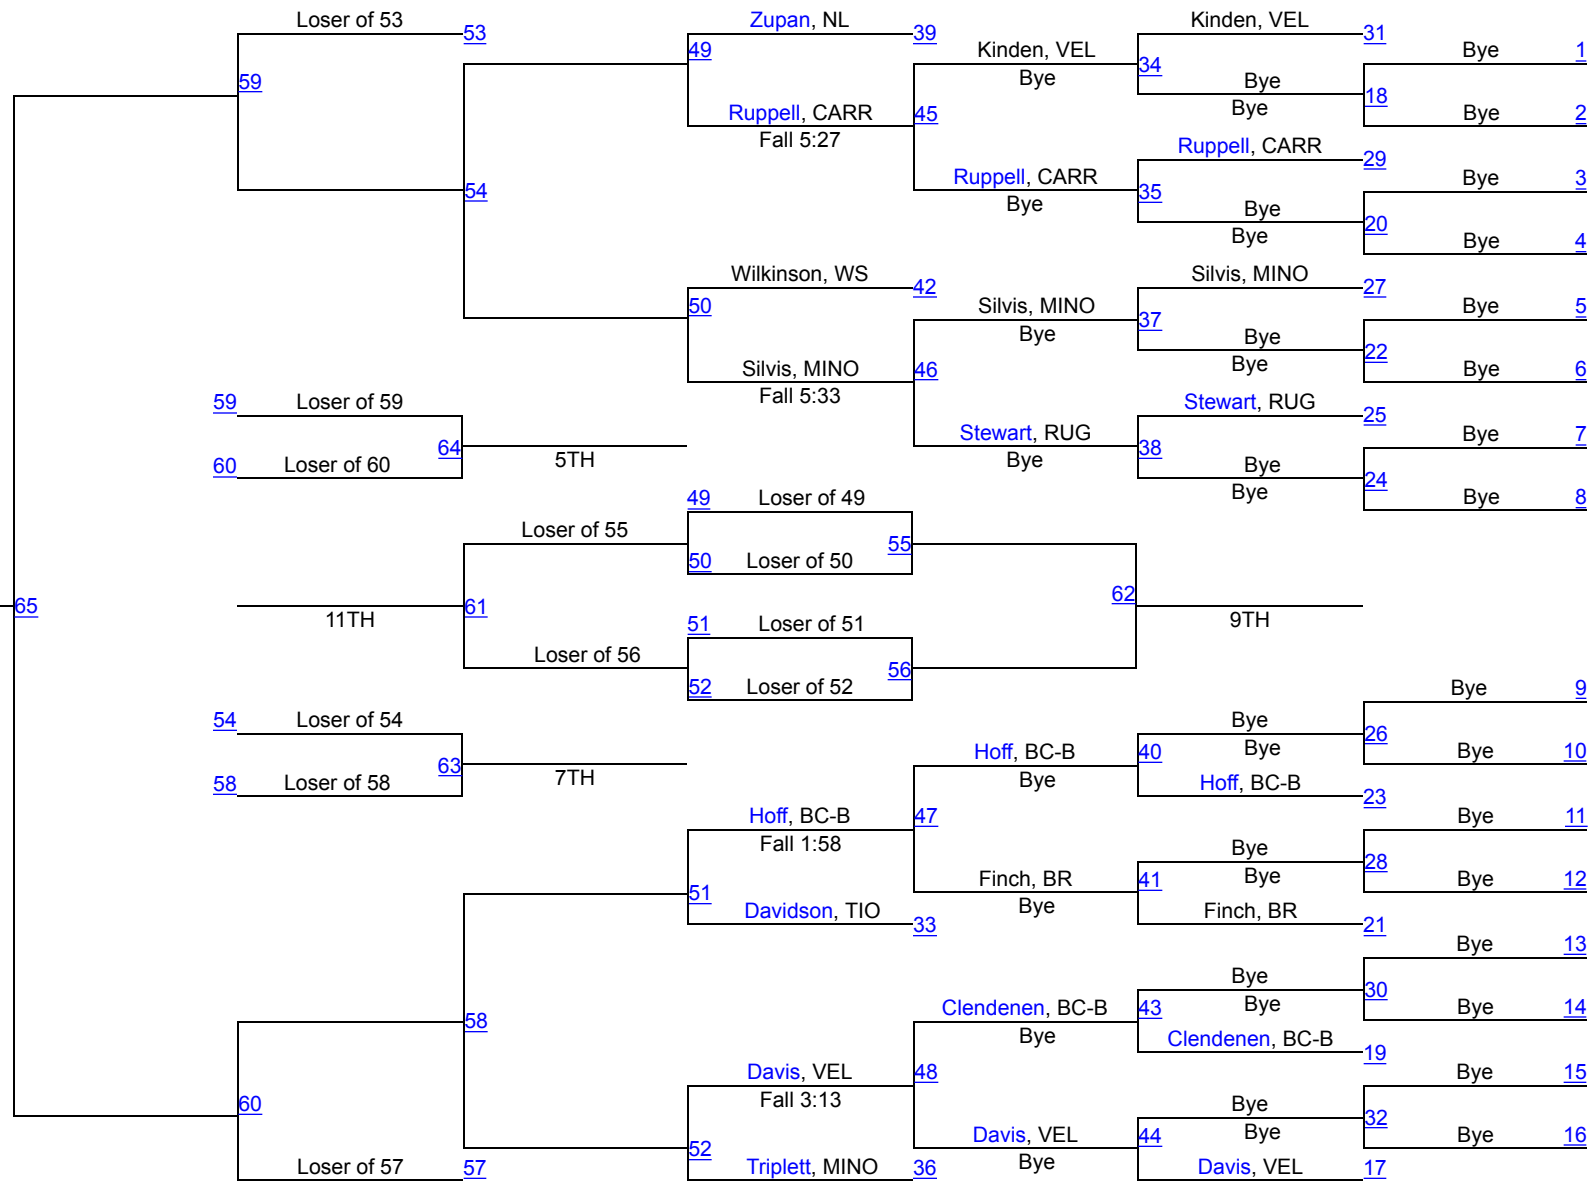 Loser of 53
53
Zupan, NL
39
Kinden, VEL
31
49
Kinden, VEL
Bye
34
Bye
1
59
Bye
Bye
18
Ruppell, CARR
Fall 5:27
45
Bye
2
Ruppell, CARR
29
54
Ruppell, CARR
Bye
35
Bye
3
Bye
Bye
20
Bye
4
Wilkinson, WS
42
Silvis, MINO
27
50
Silvis, MINO
Bye
37
Bye
5
Bye
Bye
22
Silvis, MINO
Fall 5:33
46
Bye
6
59
Loser of 59
Stewart, RUG
25
64
5TH
Stewart, RUG
Bye
38
Bye
7
60
Loser of 60
Bye
Bye
24
49
Loser of 49
Bye
8
Loser of 55
55
50
Loser of 50
65
11TH
61
62
9TH
51
Loser of 51
Loser of 56
56
52
Loser of 52
Bye
9
54
Loser of 54
Bye
Bye
26
63
7TH
Hoff, BC-B
Bye
40
Bye
10
58
Loser of 58
Hoff, BC-B
23
Hoff, BC-B
Fall 1:58
47
Bye
11
Bye
Bye
28
51
Finch, BR
Bye
41
Bye
12
Davidson, TIO
33
Finch, BR
21
Bye
13
Bye
Bye
30
58
Clendenen, BC-B
Bye
43
Bye
14
Clendenen, BC-B
19
Davis, VEL
Fall 3:13
48
Bye
15
60
Bye
Bye
32
52
Davis, VEL
Bye
44
Bye
16
Loser of 57
57
Triplett, MINO
36
Davis, VEL
17